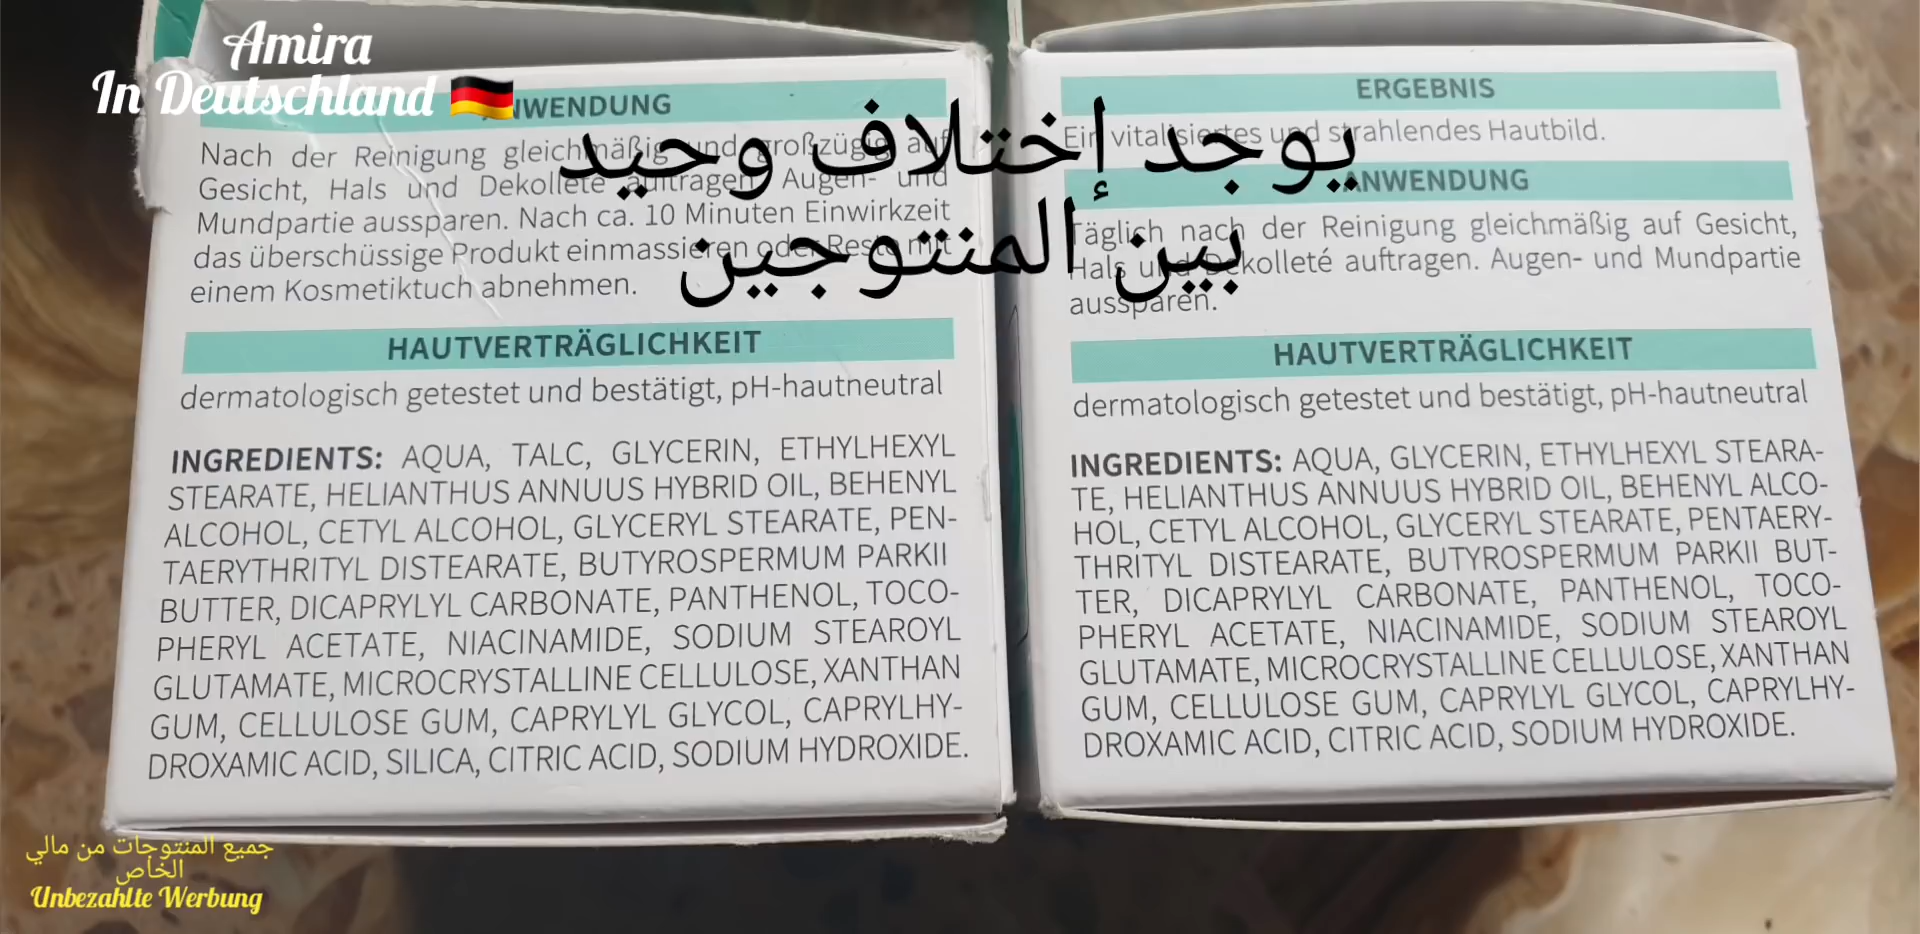 Amira
In Deutschland
ANWENDUNG
Nach der Reinigung gleichmäßig und großzügig auf
Gesicht, Hals und Dekolleté auftragen. Augen- und
Mundpartie aussparen. Nach ca. 10 Minuten Einwirkzeit
das überschüssige Produkt einmassieren oder Reste mit
einem Kosmetiktuch abnehmen.
HAUTVERTRÄGLICHKEIT
dermatologisch getestet und bestätigt, pH-hautneutral
INGREDIENTS: AQUA, TALC, GLYCERIN, ETHYLHEXYL
STEARATE, HELIANTHUS ANNUUS HYBRID OIL, BEHENYL
ALCOHOL, CETYL ALCOHOL, GLYCERYL STEARATE, PEN-
TAERYTHRITYL DISTEARATE, BUTYROSPERMUM PARKII
BUTTER, DICAPRYLYL CARBONATE, PANTHENOL, TOCO-
PHERYL ACETATE, NIACINAMIDE, SODIUM STEAROYL
GLUTAMATE, MICROCRYSTALLINE CELLULOSE, XANTHAN
GUM, CELLULOSE GUM, CAPRYLYL GLYCOL, CAPRYLHY-
DROXAMIC ACID, SILICA, CITRIC ACID, SODIUM HYDROXIDE.
ERGEBNIS
Ein vitalisiertes und strahlendes Hautbild.
ANWENDUNG
Täglich nach der Reinigung gleichmäßig auf Gesicht,
Hals und Dekolleté auftragen. Augen- und Mundpartie
aussparen.
HAUTVERTRÄGLICHKEIT
dermatologisch getestet und bestätigt, pH-hautneutral
INGREDIENTS: AQUA, GLYCERIN, ETHYLHEXYL STEARA-
TE, HELIANTHUS ANNUUS HYBRID OIL, BEHENYL ALCO-
HOL, CETYL ALCOHOL, GLYCERYL STEARATE, PENTAERY-
THRITYL DISTEARATE, BUTYROSPERMUM PARKII BUT-
TER, DICAPRYLYL CARBONATE, PANTHENOL, TOCO-
PHERYL ACETATE, NIACINAMIDE, SODIUM STEAROYL
GLUTAMATE, MICROCRYSTALLINE CELLULOSE, XANTHAN
GUM, CELLULOSE GUM, CAPRYLYL GLYCOL, CAPRYLHY-
DROXAMIC ACID, CITRIC ACID, SODIUM HYDROXIDE.
يوجد إختلاف وحيد
بين المنتوجين
جميع المنتوجات من مالي
الخاص
Unbezahlte Werbung